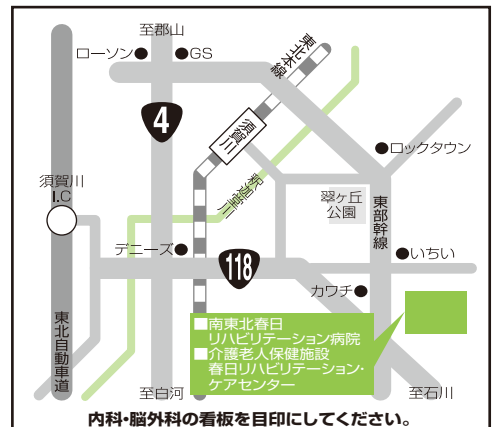 至郡山
ローソン
GS
東北本線
4
須賀川
ロックタウン
須賀川
I.C
釈迦堂川
翠ヶ丘
公園
東部幹線
デニーズ
118
いちい
カワチ
東北自動車道
■南東北春日
リハビリテーション病院
■介護老人保健施設
春日リハビリテーション・
ケアセンター
至白河
至石川
内科・脳外科の看板を目印にしてください。